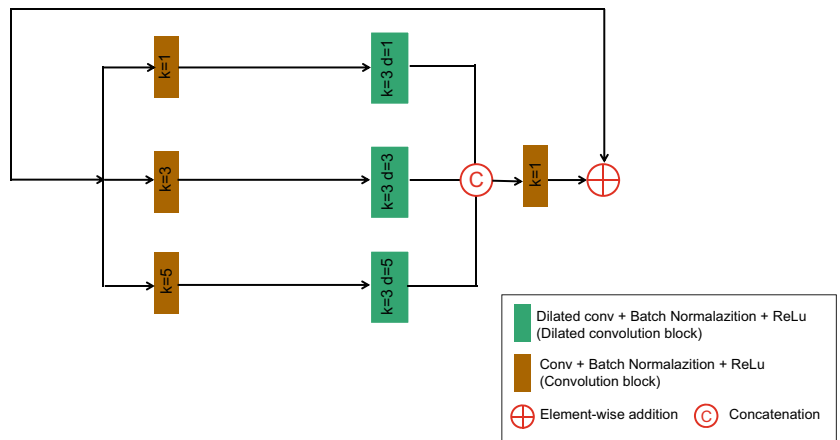 k=1
k=3 d=1
k=3
k=3 d=3
C
k=1
k=5
k=3 d=5
Dilated conv + Batch Normalazition + ReLu
(Dilated convolution block)
Conv + Batch Normalazition + ReLu
(Convolution block)
Element-wise addition
C
Concatenation